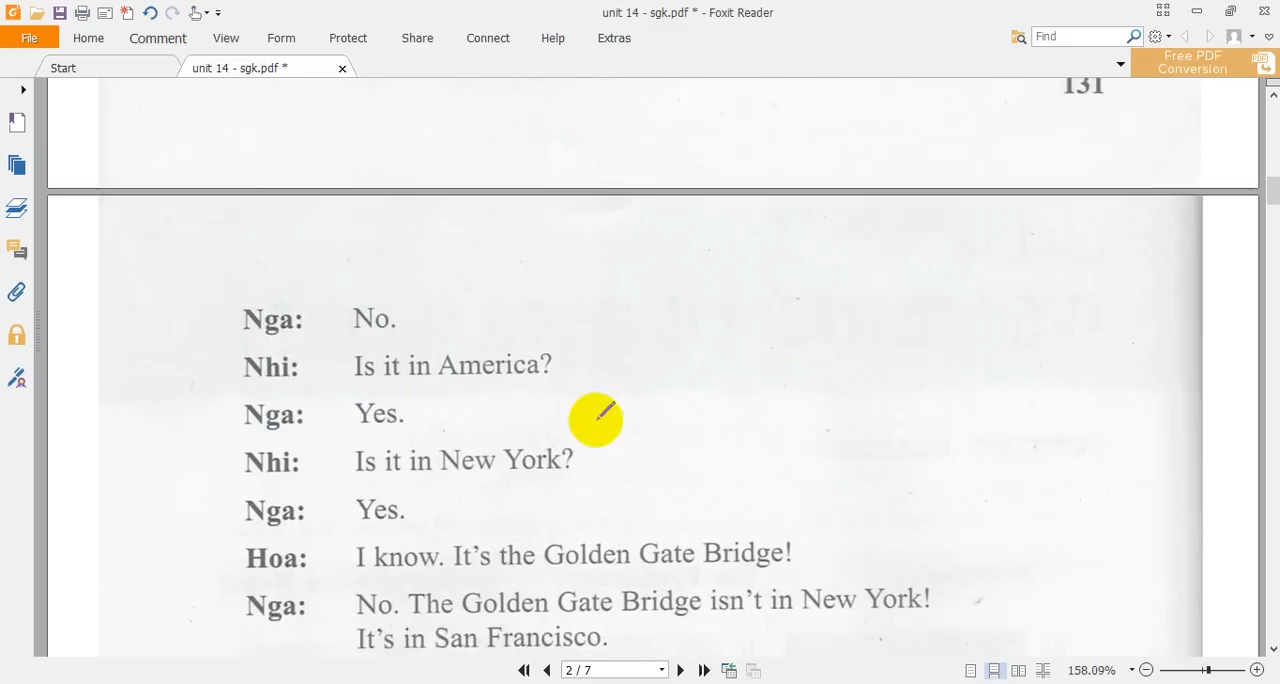 unit 14 - sgk.pdf * - Foxit Reader
File Home Comment View Form Protect Share Connect Help Extras Find
Start unit 14 - sgk.pdf * Free PDF
Conversion
131
Nga: No.
Nhi: Is it in America?
Nga: Yes.
Nhi: Is it in New York?
Nga: Yes.
Hoa: I know. It's the Golden Gate Bridge!
Nga: No. The Golden Gate Bridge isn't in New York!
It's in San Francisco.
2 / 7 158.09%